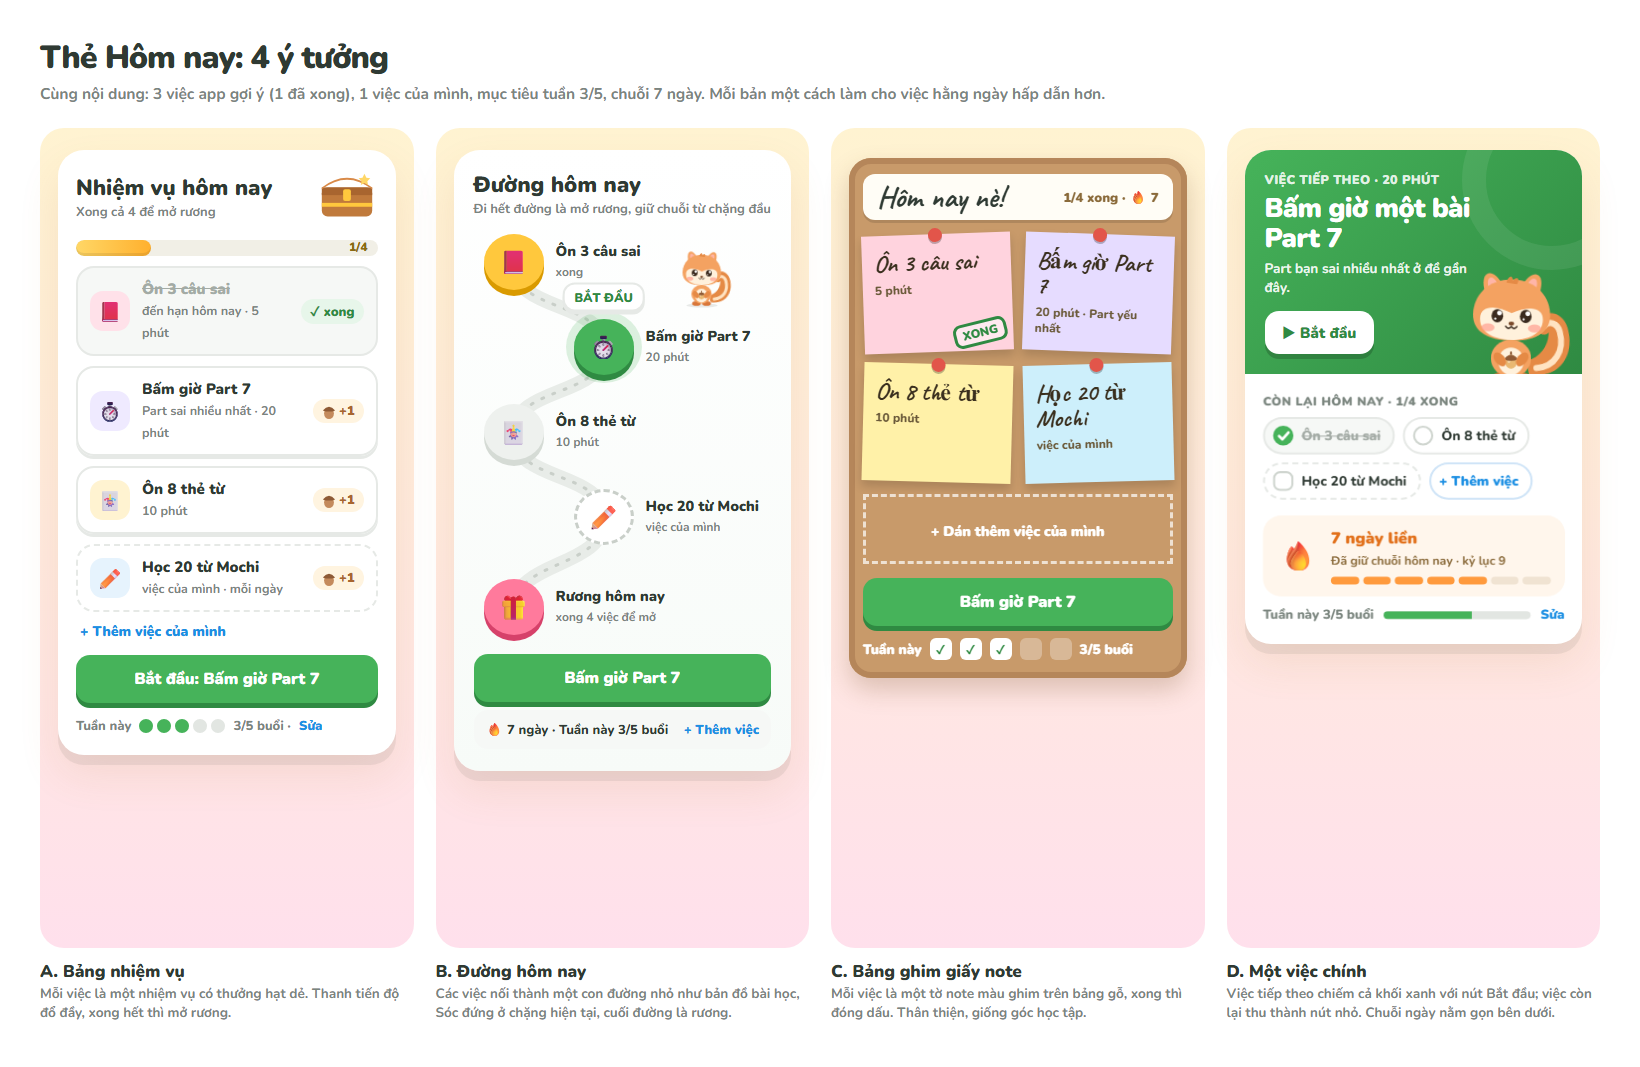 Thẻ Hôm nay: 4 ý tưởng
Cùng nội dung: 3 việc app gợi ý (1 đã xong), 1 việc của mình, mục tiêu tuần 3/5, chuỗi 7 ngày. Mỗi bản một cách làm cho việc hằng ngày hấp dẫn hơn.
Nhiệm vụ hôm nay
Xong cả 4 để mở rương
1/4
Ôn 3 câu sai
đến hạn hôm nay · 5
phút
✓ xong
Bấm giờ Part 7
Part sai nhiều nhất · 20
phút
+1
Ôn 8 thẻ từ
10 phút
+1
Học 20 từ Mochi
việc của mình · mỗi ngày
+1
+ Thêm việc của mình
Bắt đầu: Bấm giờ Part 7
Tuần này 3/5 buổi · Sửa
A. Bảng nhiệm vụ
Mỗi việc là một nhiệm vụ có thưởng hạt dẻ. Thanh tiến độ
đổ đầy, xong hết thì mở rương.
Đường hôm nay
Đi hết đường là mở rương, giữ chuỗi từ chặng đầu
Ôn 3 câu sai
xong
BẮT ĐẦU
Bấm giờ Part 7
20 phút
Ôn 8 thẻ từ
10 phút
Học 20 từ Mochi
việc của mình
Rương hôm nay
xong 4 việc để mở
Bấm giờ Part 7
7 ngày · Tuần này 3/5 buổi + Thêm việc
B. Đường hôm nay
Các việc nối thành một con đường nhỏ như bản đồ bài học,
Sóc đứng ở chặng hiện tại, cuối đường là rương.
Hôm nay nè!
1/4 xong · 7
Ôn 3 câu sai
5 phút
XONG
Bấm giờ Part
7
20 phút · Part yếu
nhất
Ôn 8 thẻ từ
10 phút
Học 20 từ
Mochi
việc của mình
+ Dán thêm việc của mình
Bấm giờ Part 7
Tuần này ✓ ✓ ✓ 3/5 buổi
C. Bảng ghim giấy note
Mỗi việc là một tờ note màu ghim trên bảng gỗ, xong thì
đóng dấu. Thân thiện, giống góc học tập.
VIỆC TIẾP THEO · 20 PHÚT
Bấm giờ một bài
Part 7
Part bạn sai nhiều nhất ở đề gần
đây.
▶ Bắt đầu
CÒN LẠI HÔM NAY · 1/4 XONG
Ôn 3 câu sai
Ôn 8 thẻ từ
Học 20 từ Mochi
+ Thêm việc
7 ngày liền
Đã giữ chuỗi hôm nay · kỷ lục 9
Tuần này 3/5 buổi Sửa
D. Một việc chính
Việc tiếp theo chiếm cả khối xanh với nút Bắt đầu; việc còn
lại thu thành nút nhỏ. Chuỗi ngày nằm gọn bên dưới.